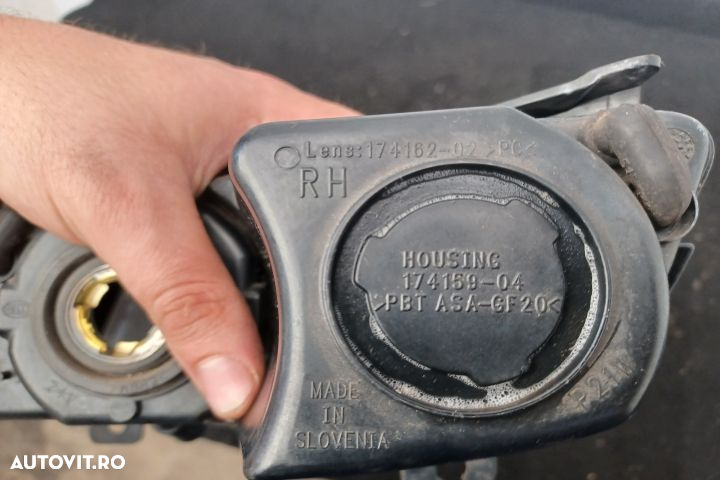 Lens:174162-02 >PC<
RH
HOUSING
174159-04
>PBT ASA-GF20<
P21W
MADE
IN
SLOVENIA
24V
AUTOVIT.RO